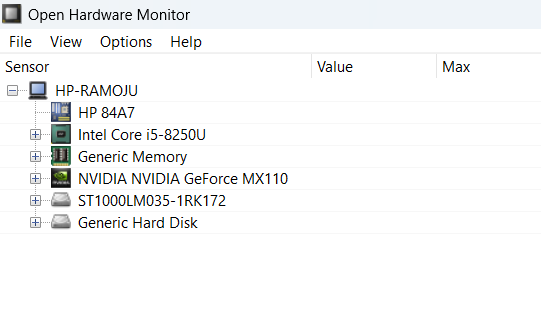 Open Hardware Monitor
File View Options Help
Sensor Value Max
HP-RAMOJU
HP 84A7
Intel Core i5-8250U
Generic Memory
NVIDIA NVIDIA GeForce MX110
ST1000LM035-1RK172
Generic Hard Disk